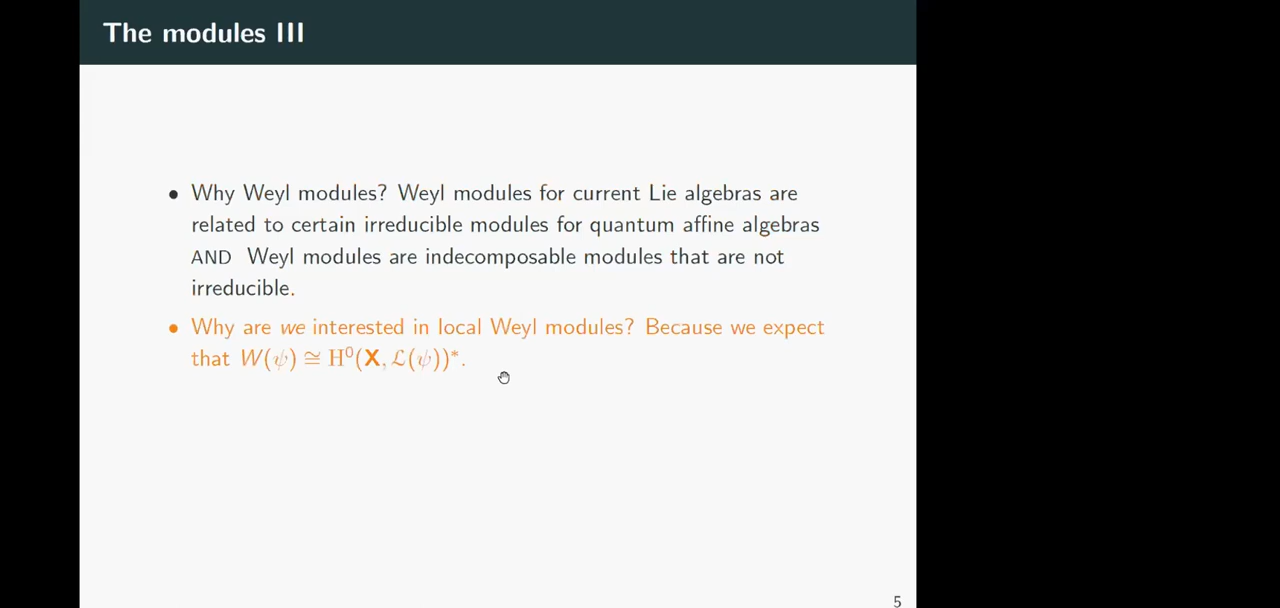 The modules III
• Why Weyl modules? Weyl modules for current Lie algebras are
related to certain irreducible modules for quantum affine algebras
AND Weyl modules are indecomposable modules that are not
irreducible.
• Why are we interested in local Weyl modules? Because we expect
that W(ψ) ≅ H⁰(X, ℒ(ψ))*.
5